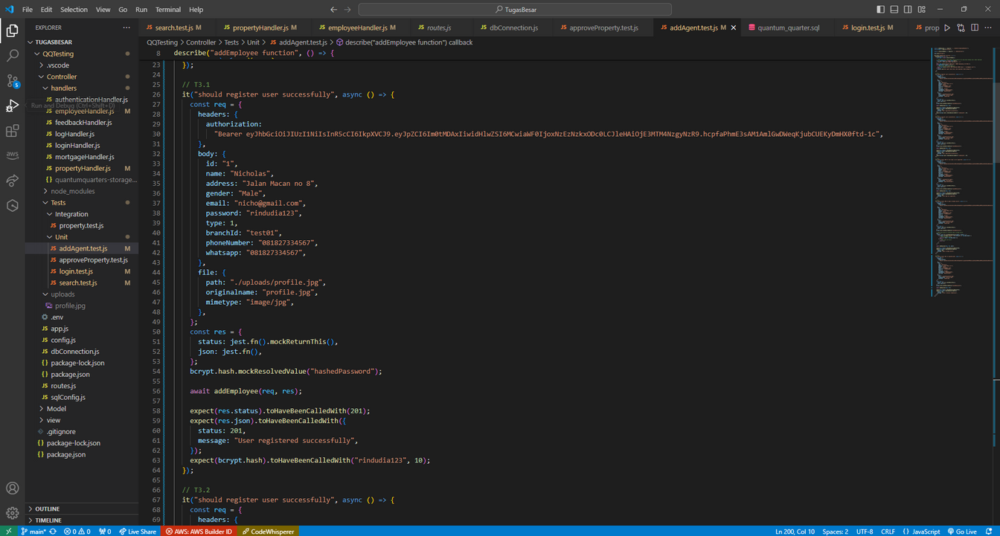 File Edit Selection View Go Run Terminal Help
TugasBesar
EXPLORER
search.test.js M
propertyHandler.js M
employeeHandler.js M
routes.js
dbConnection.js
approveProperty.test.js
addAgent.test.js M
quantum_quarter.sql
login.test.js M
prop
QQTesting > Controller > Tests > Unit > JS addAgent.test.js > describe("addEmployee function") callback
TUGASBESAR
QQTesting
.vscode
Controller
handlers
authenticationHandler.js
Run and Debug (Ctrl+Shift+D)
employeeHandler.js M
feedbackHandler.js
logHandler.js
loginHandler.js
mortgageHandler.js
propertyHandler.js M
quantumquarters-storage...
node_modules
Tests
Integration
property.test.js
Unit
addAgent.test.js M
approveProperty.test.js
login.test.js M
search.test.js M
uploads
profile.jpg
.env
app.js
config.js
dbConnection.js
package-lock.json
package.json
routes.js
sqlConfig.js
Model
view
.gitignore
package-lock.json
package.json
OUTLINE
TIMELINE
8 describe("addEmployee function", () => {
23 });
24
25 // T3.1
26 it("should register user successfully", async () => {
27 const req = {
28 headers: {
29 authorization:
30 "Bearer
31 },
32 body: {
33 id: "1",
34 name: "Nicholas",
35 address: "Jalan Macan no 8",
36 gender: "Male",
37 email: "nicho@gmail.com",
38 password: "rindudia123",
39 type: 1,
40 branchId: "test01",
41 phoneNumber: "081827334567",
42 whatsapp: "081827334567",
43 },
44 file: {
45 path: "./uploads/profile.jpg",
46 originalname: "profile.jpg",
47 mimetype: "image/jpg",
48 },
49 };
50 const res = {
51 status: jest.fn().mockReturnThis(),
52 json: jest.fn(),
53 };
54 bcrypt.hash.mockResolvedValue("hashedPassword");
55
56 await addEmployee(req, res);
57
58 expect(res.status).toHaveBeenCalledWith(201);
59 expect(res.json).toHaveBeenCalledWith({
60 status: 201,
61 message: "User registered successfully",
62 });
63 expect(bcrypt.hash).toHaveBeenCalledWith("rindudia123", 10);
64 });
65
66 // T3.2
67 it("should register user successfully", async () => {
68 const req = {
69 headers: {
main* 0 0 0 Live Share AWS: AWS Builder ID CodeWhisperer Ln 200, Col 10 Spaces: 2 UTF-8 CRLF {} JavaScript Go Live